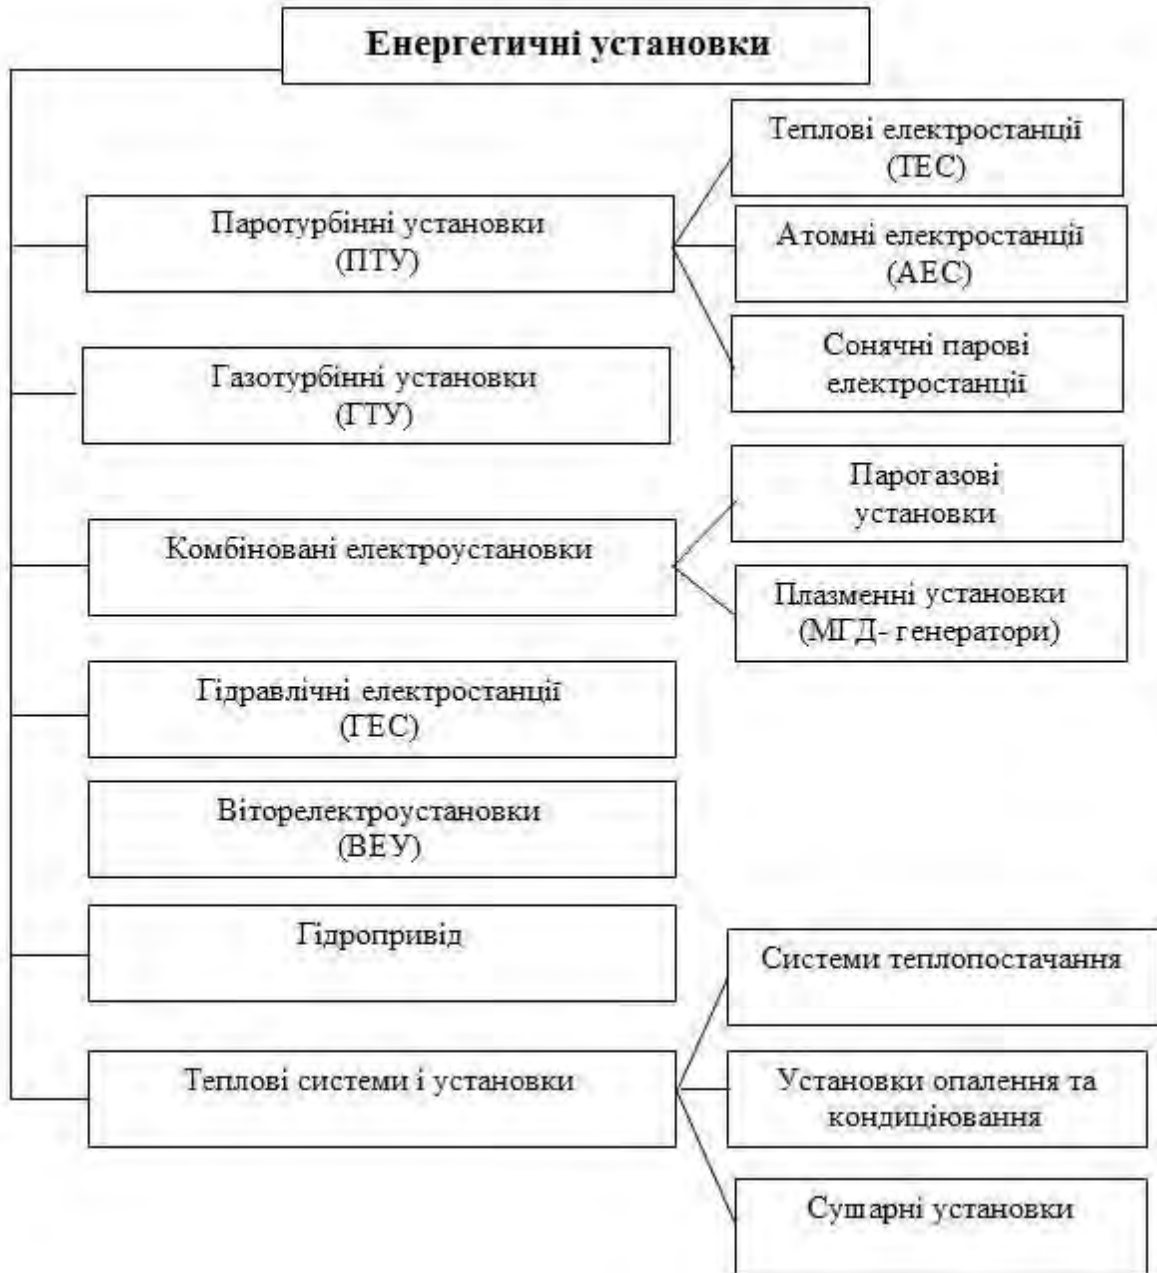 Енергетичні установки
Теплові електростанції
(ТЕС)
Паротурбінні установки
(ПТУ)
Атомні електростанції
(АЕС)
Сонячні парові
електростанції
Газотурбінні установки
(ГТУ)
Парогазові
установки
Комбіновані електроустановки
Плазменні установки
(МГД- генератори)
Гідравлічні електростанції
(ГЕС)
Віторелектроустановки
(ВЕУ)
Гідропривід
Системи теплопостачання
Теплові системи і установки
Установки опалення та
кондиціювання
Сушарні установки